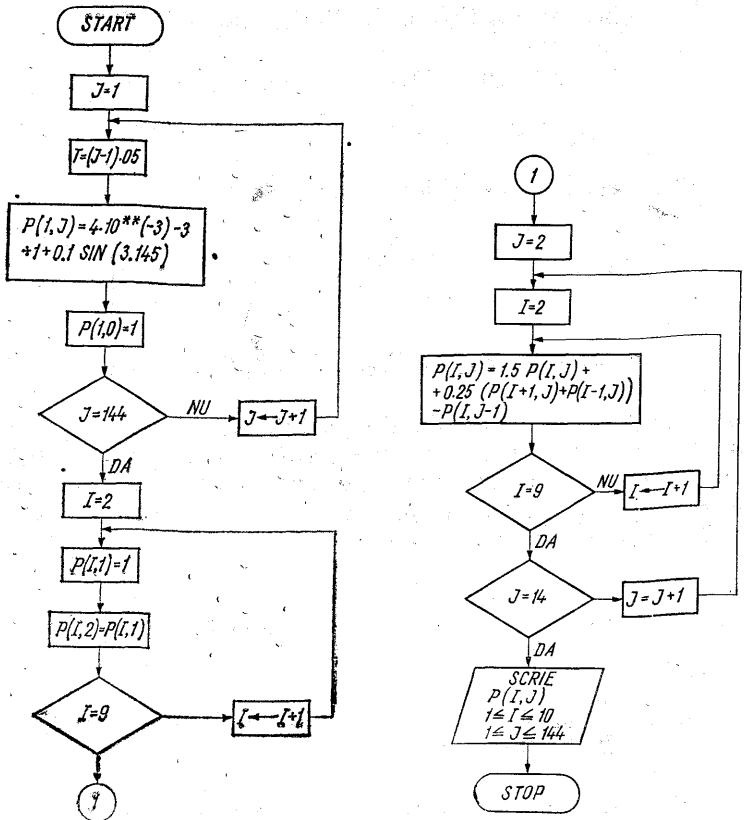 START
J=1
T=(J-1).05
P(1,J)=4.10**(-3)-3
+1+0.1 SIN (3.145)
P(1,0)=1
J=144
NU
J←J+1
DA
I=2
P(I,1)=1
P(I,2)=P(I,1)
I=9
I←I+1
1
1
J=2
I=2
P(I,J)=1.5 P(I,J)+
+0.25 (P(I+1,J)+P(I-1,J))
-P(I,J-1)
I=9
NU
I←I+1
DA
J=14
J=J+1
DA
SCRIE
P(I,J)
1≤I≤10
1≤J≤144
STOP